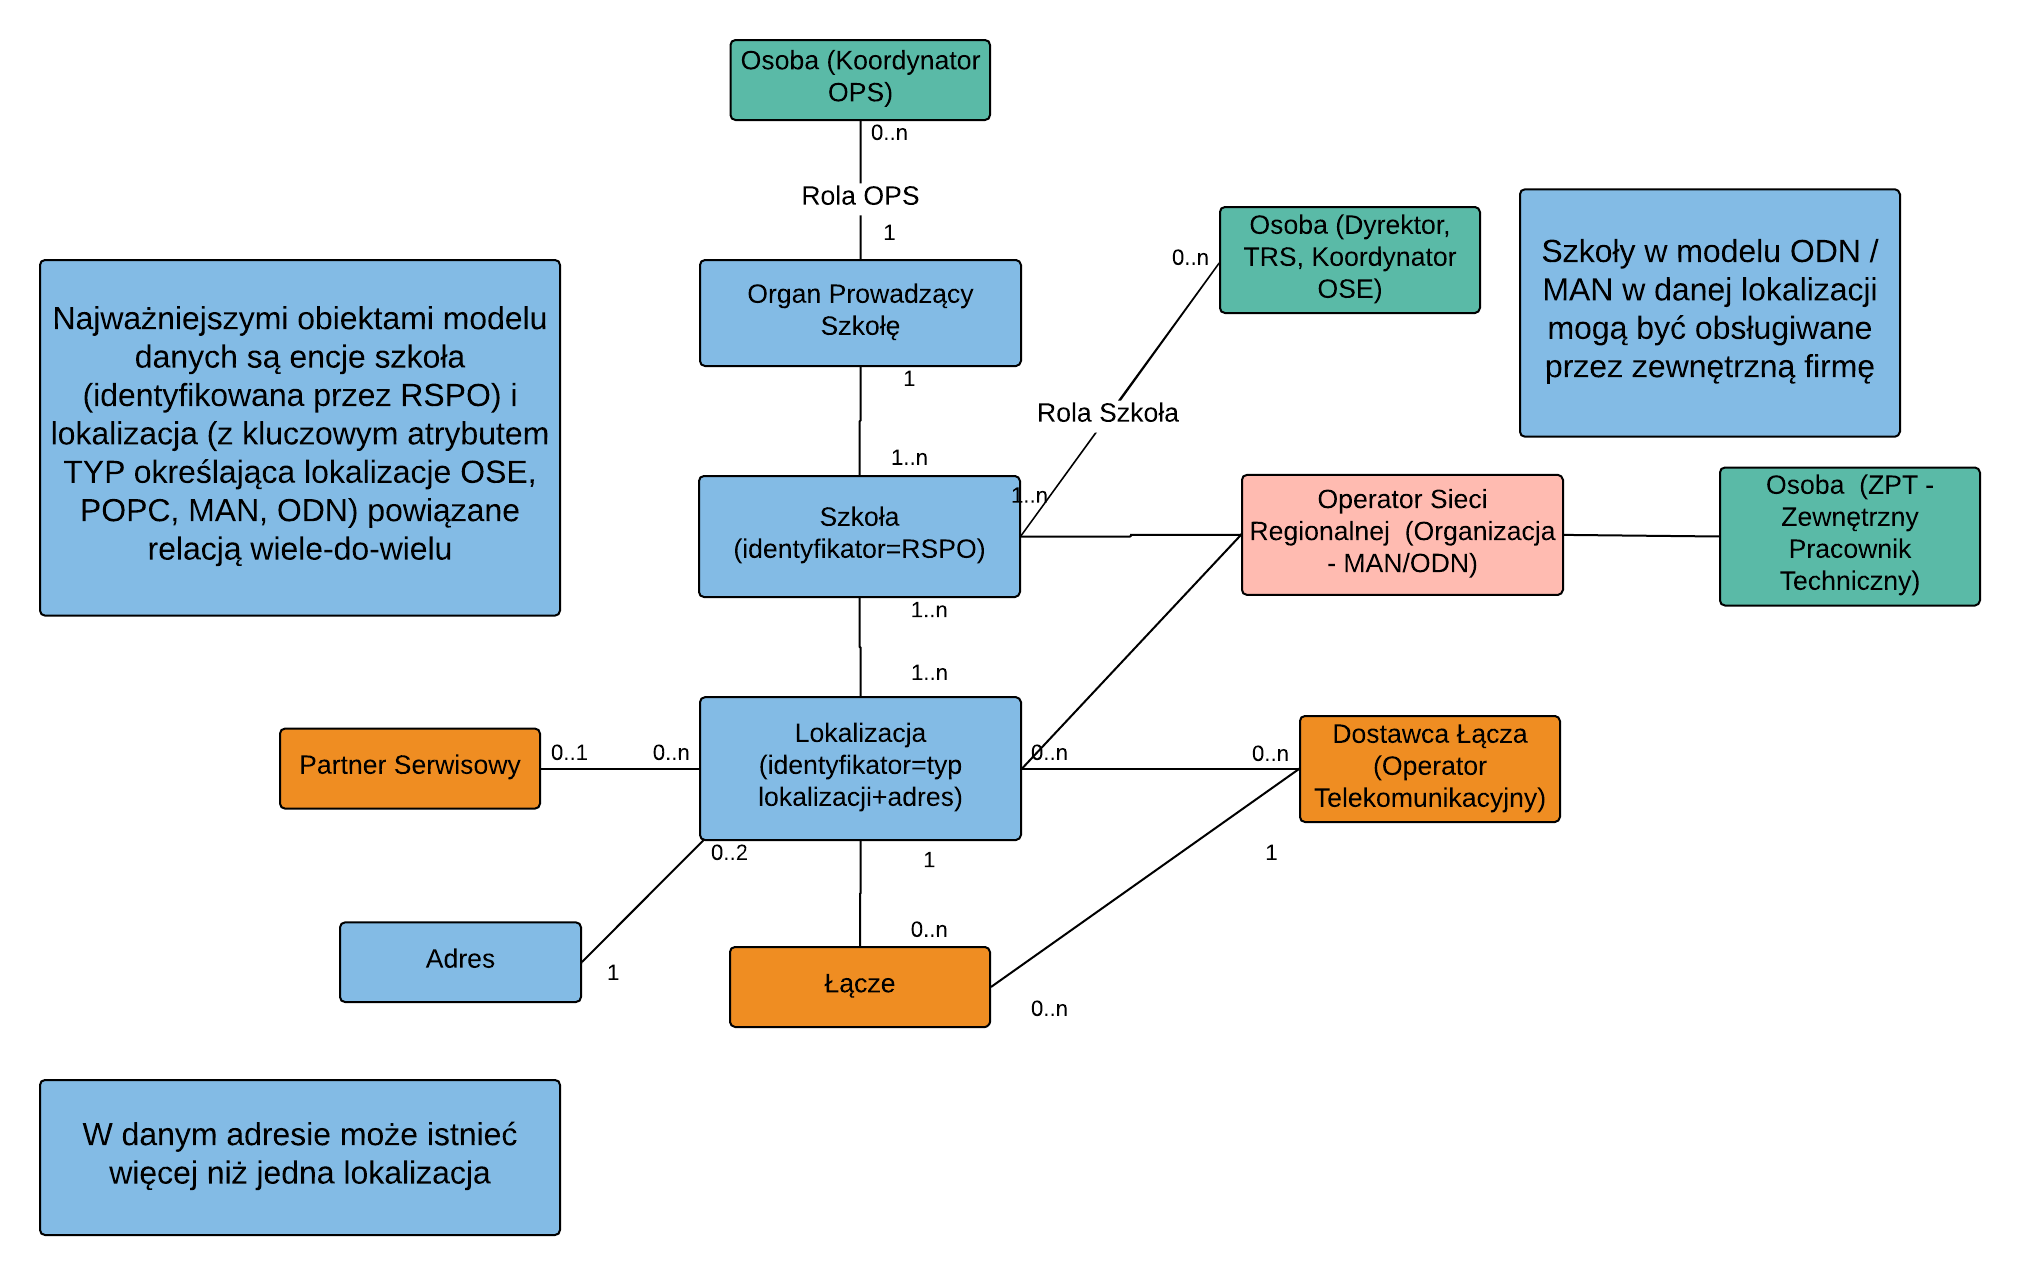 Osoba (Koordynator
OPS)
0..n
Rola OPS
1
Organ Prowadzący
Szkołę
1
1..n
Osoba (Dyrektor,
TRS, Koordynator
OSE)
0..n
Rola Szkoła
1..n
Szkoły w modelu ODN /
MAN w danej lokalizacji
mogą być obsługiwane
przez zewnętrzną firmę
Najważniejszymi obiektami modelu
danych są encje szkoła
(identyfikowana przez RSPO) i
lokalizacja (z kluczowym atrybutem
TYP określająca lokalizacje OSE,
POPC, MAN, ODN) powiązane
relacją wiele-do-wielu
Szkoła
(identyfikator=RSPO)
1..n
1..n
Operator Sieci
Regionalnej  (Organizacja
- MAN/ODN)
Osoba  (ZPT -
Zewnętrzny
Pracownik
Techniczny)
Partner Serwisowy
0..1
0..n
Lokalizacja
(identyfikator=typ
lokalizacji+adres)
0..n
0..n
Dostawca Łącza
(Operator
Telekomunikacyjny)
0..2
1
1
Adres
1
0..n
Łącze
0..n
W danym adresie może istnieć
więcej niż jedna lokalizacja